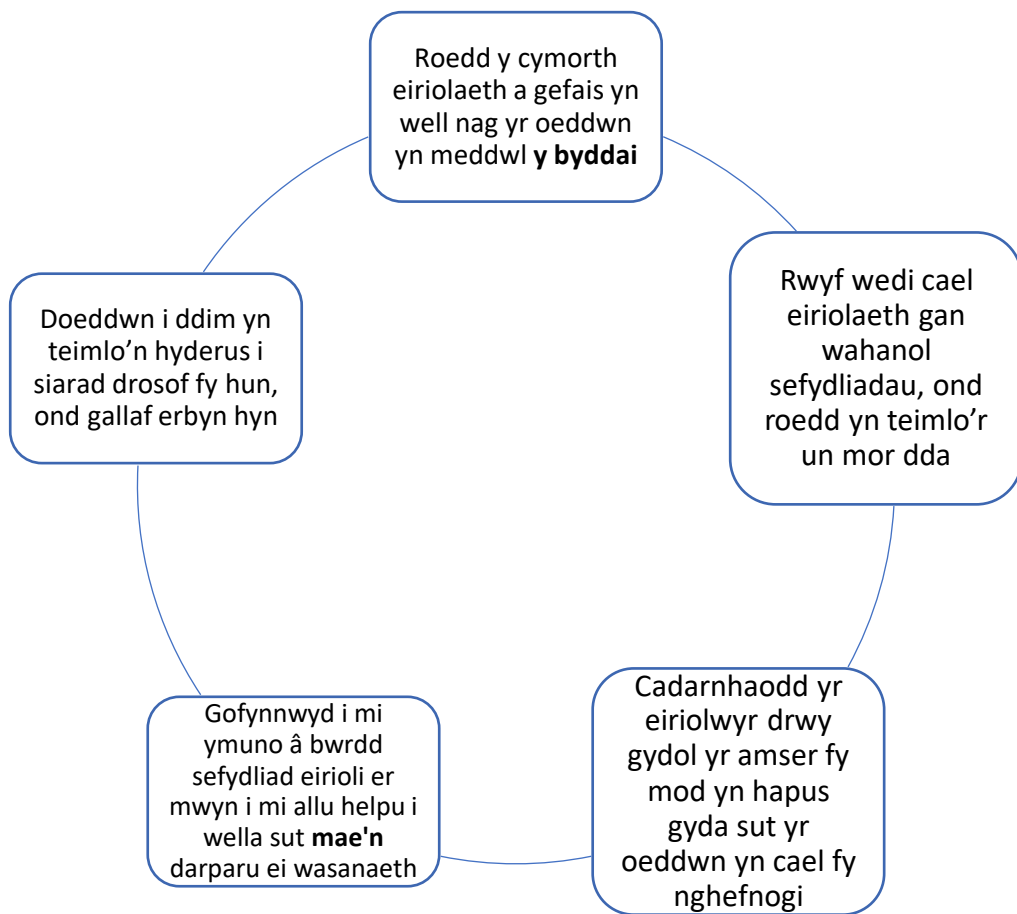 Roedd y cymorth
eiriolaeth a gefais yn
well nag yr oeddwn
yn meddwl y byddai
Rwyf wedi cael
eiriolaeth gan
wahanol
sefydliadau, ond
roedd yn teimlo’r
un mor dda
Cadarnhaodd yr
eiriolwyr drwy
gydol yr amser fy
mod yn hapus
gyda sut yr
oeddwn yn cael fy
nghefnogi
Gofynnwyd i mi
ymuno â bwrdd
sefydliad eirioli er
mwyn i mi allu helpu i
wella sut mae'n
darparu ei wasanaeth
Doeddwn i ddim yn
teimlo’n hyderus i
siarad drosof fy hun,
ond gallaf erbyn hyn